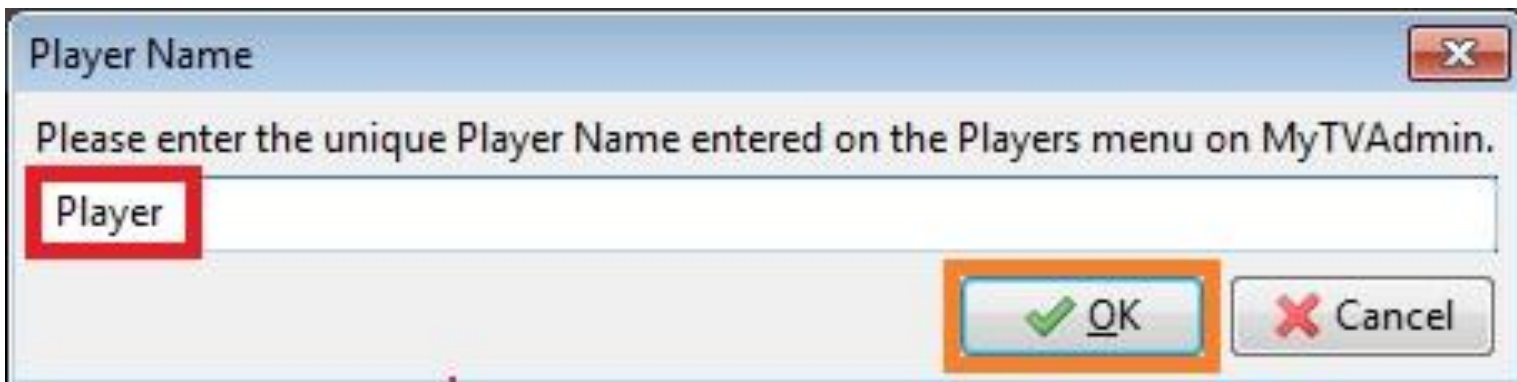 Player Name
Please enter the unique Player Name entered on the Players menu on MyTVAdmin.
Player
OK Cancel